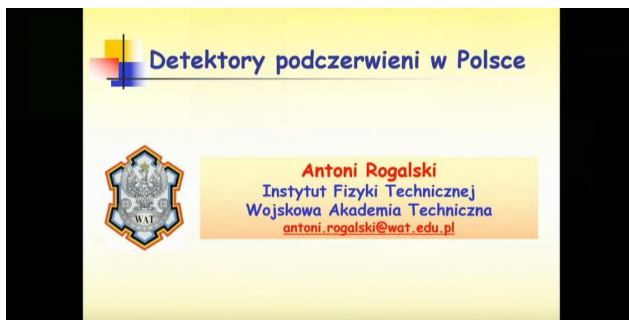 Detektory podczerwieni w Polsce
WAT
Antoni Rogalski
Instytut Fizyki Technicznej
Wojskowa Akademia Techniczna
antoni.rogalski@wat.edu.pl